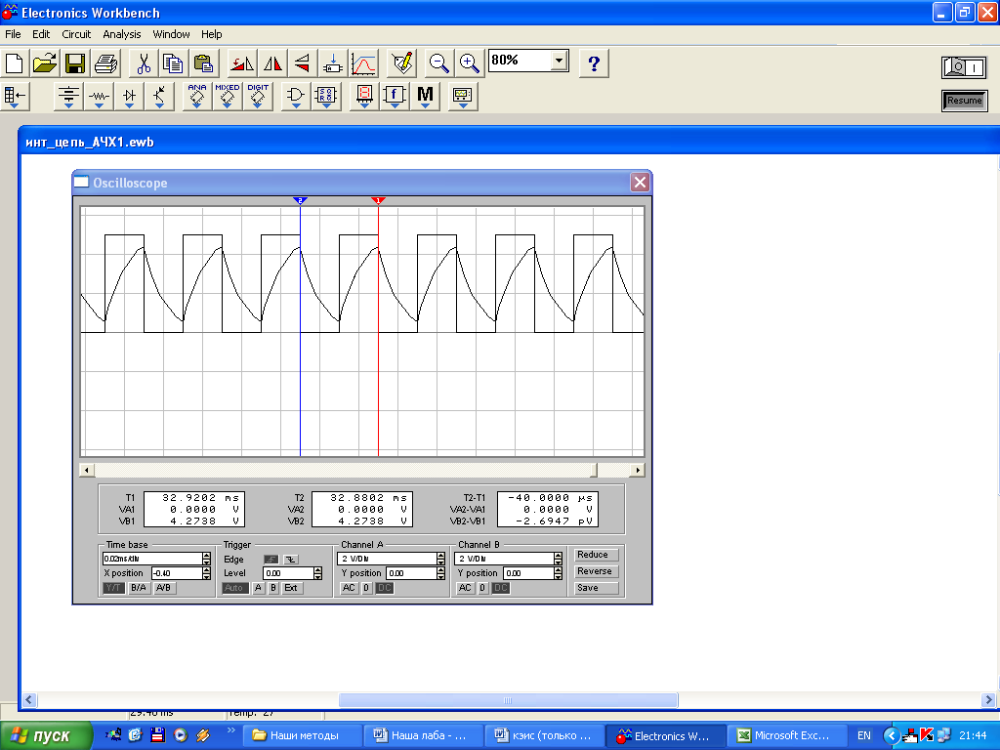 Electronics Workbench
File Edit Circuit Analysis Window Help
80%
?
ANA MIXED DIGIT
f M
Resume
инт_цепь_АЧХ1.ewb
Oscilloscope
2 1
T1 32.9202 ms T2 32.8802 ms T2-T1 -40.0000 µs
VA1 0.0000 V VA2 0.0000 V VA2-VA1 0.0000 V
VB1 4.2738 V VB2 4.2738 V VB2-VB1 -2.6947 pV
Time base Trigger Channel A Channel B
0.02ms/div Edge 2 V/Div 2 V/Div Reduce
X position -0.40 Level 0.00 Y position 0.00 Y position 0.00 Reverse
Y/T B/A A/B Auto A B Ext AC 0 DC AC 0 DC Save
пуск
Наши методы
Наша лаба - ...
кэис (только ...
Electronics W...
Microsoft Exc...
EN
21:44